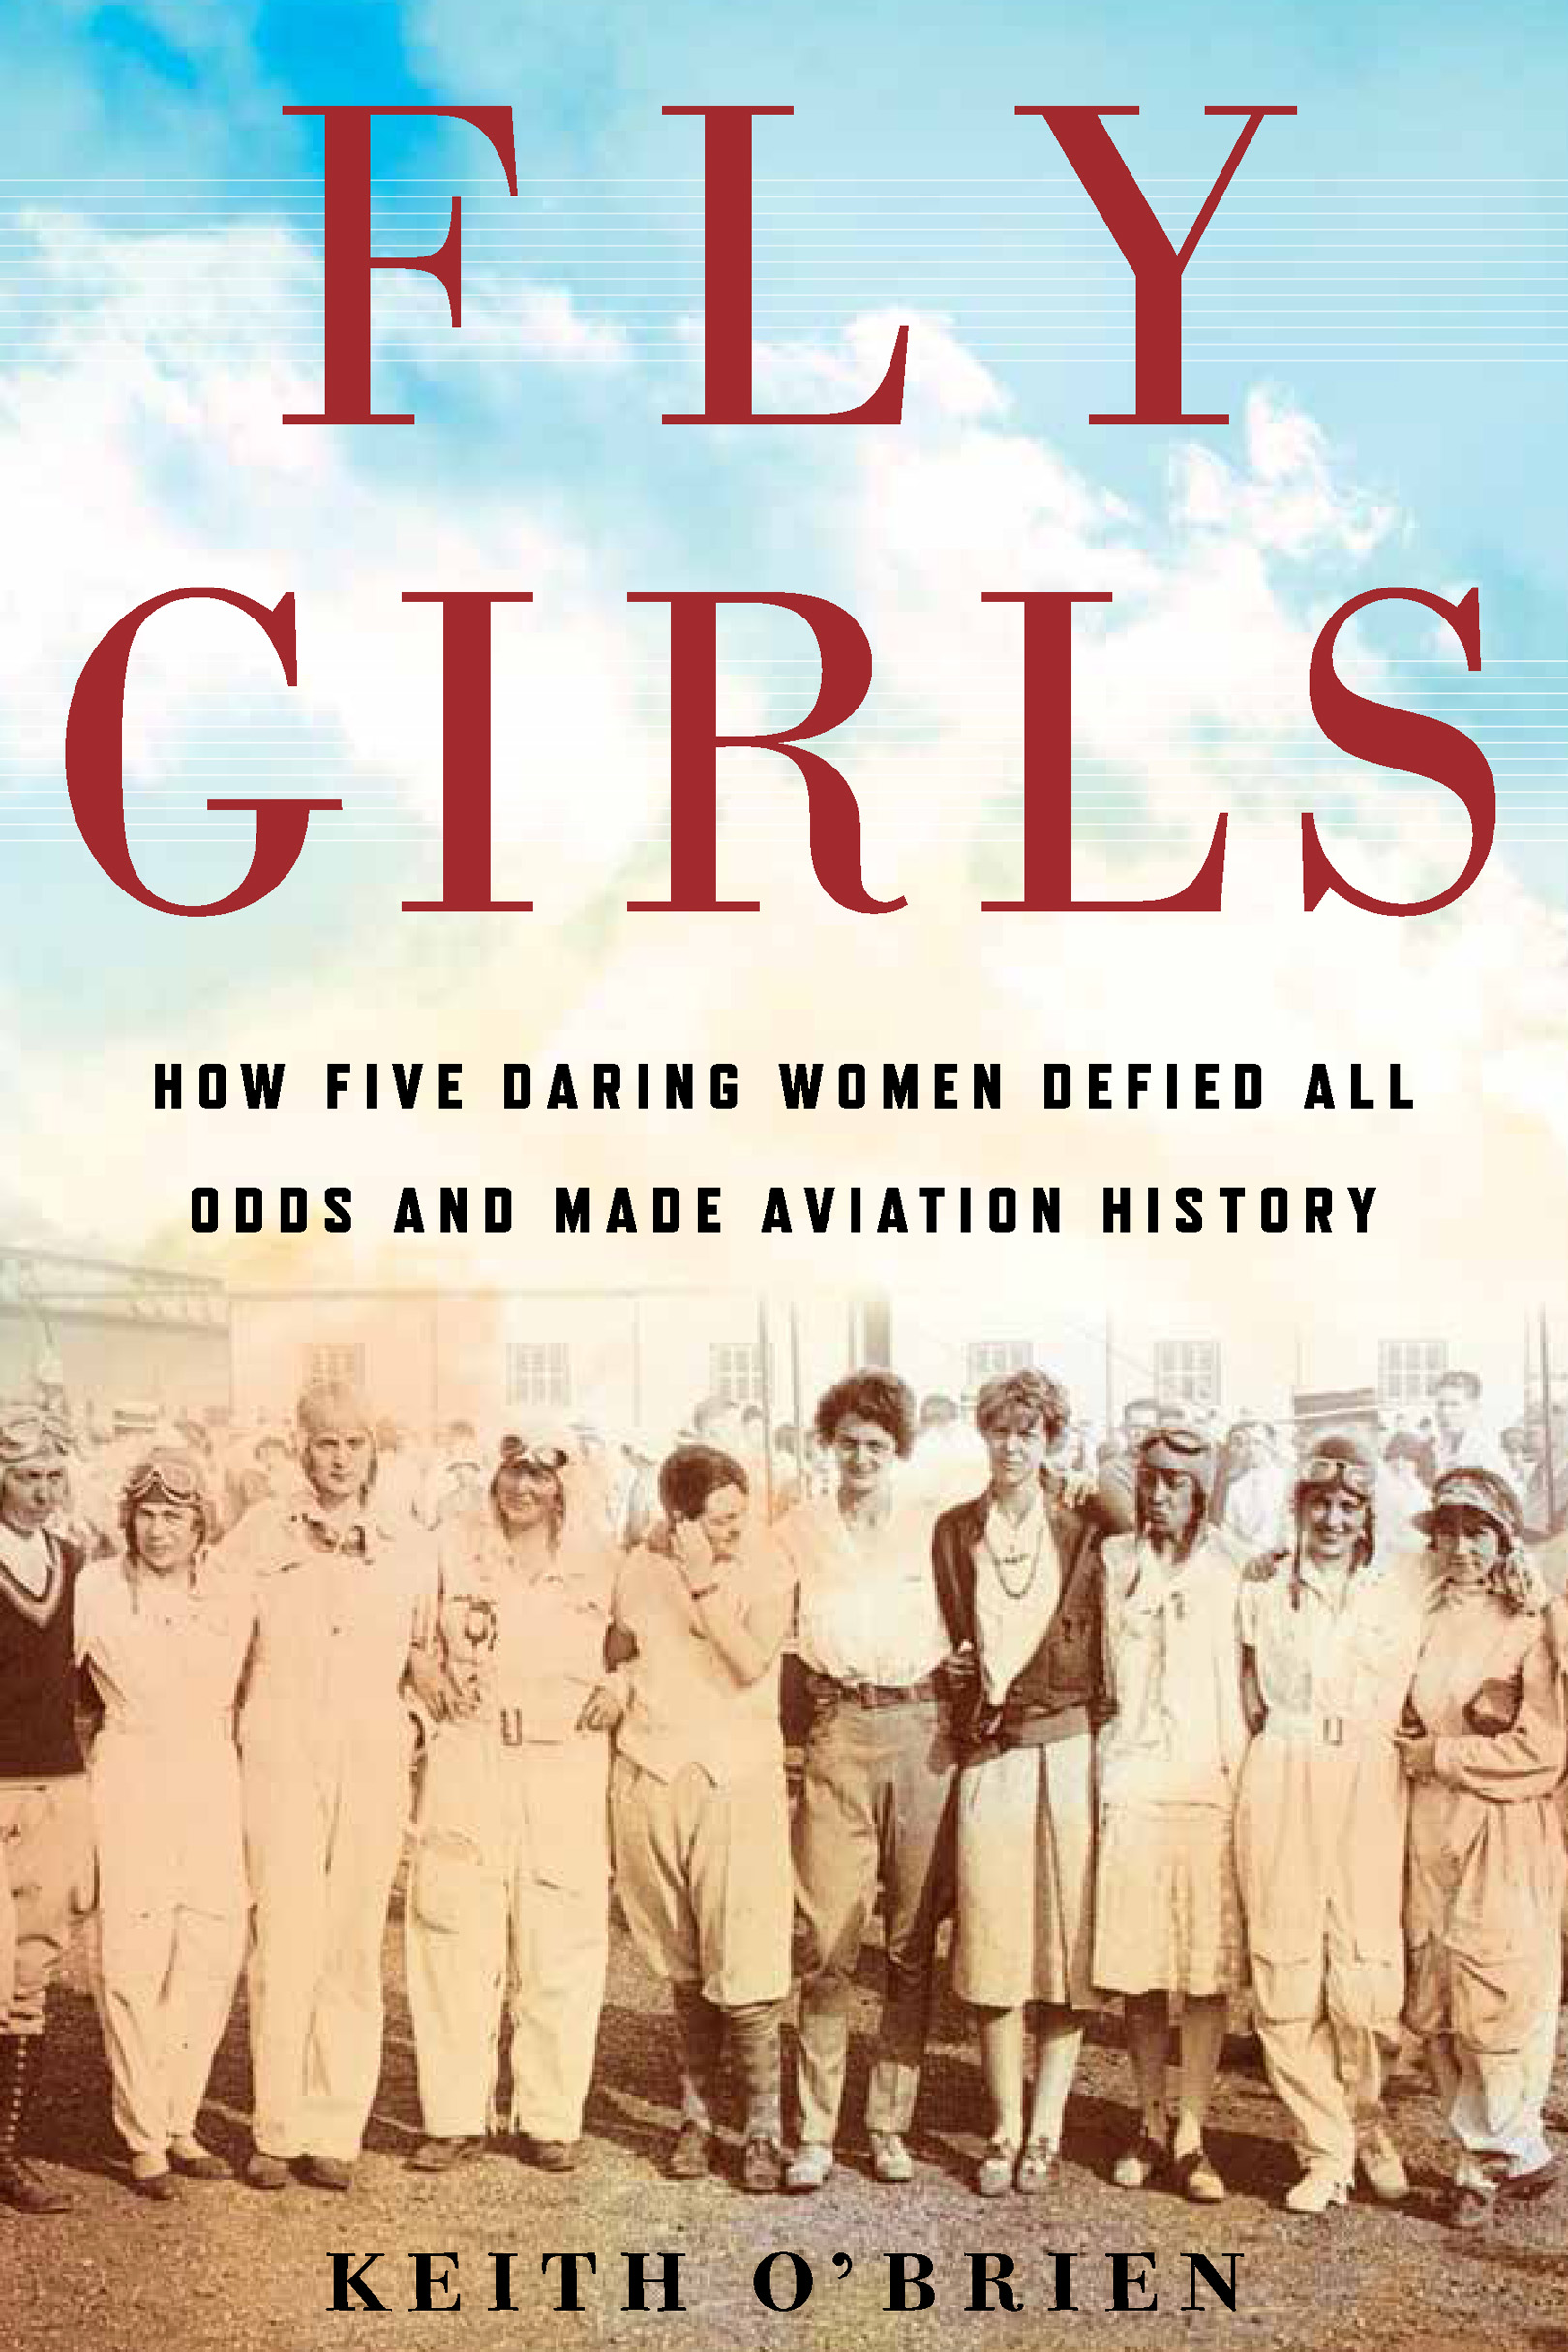 FLY
GIRLS
HOW FIVE DARING WOMEN DEFIED ALL
ODDS AND MADE AVIATION HISTORY
KEITH O’BRIEN